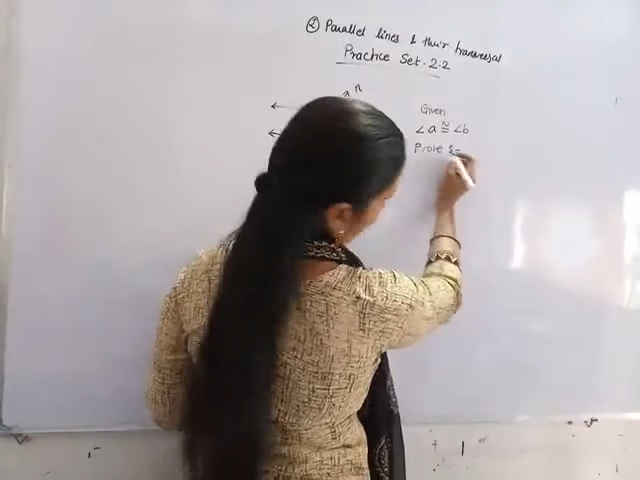 ② Parallel lines & their transversal
Practice Set-2.2
n
Given
∠a ≅ ∠b
Prove :-